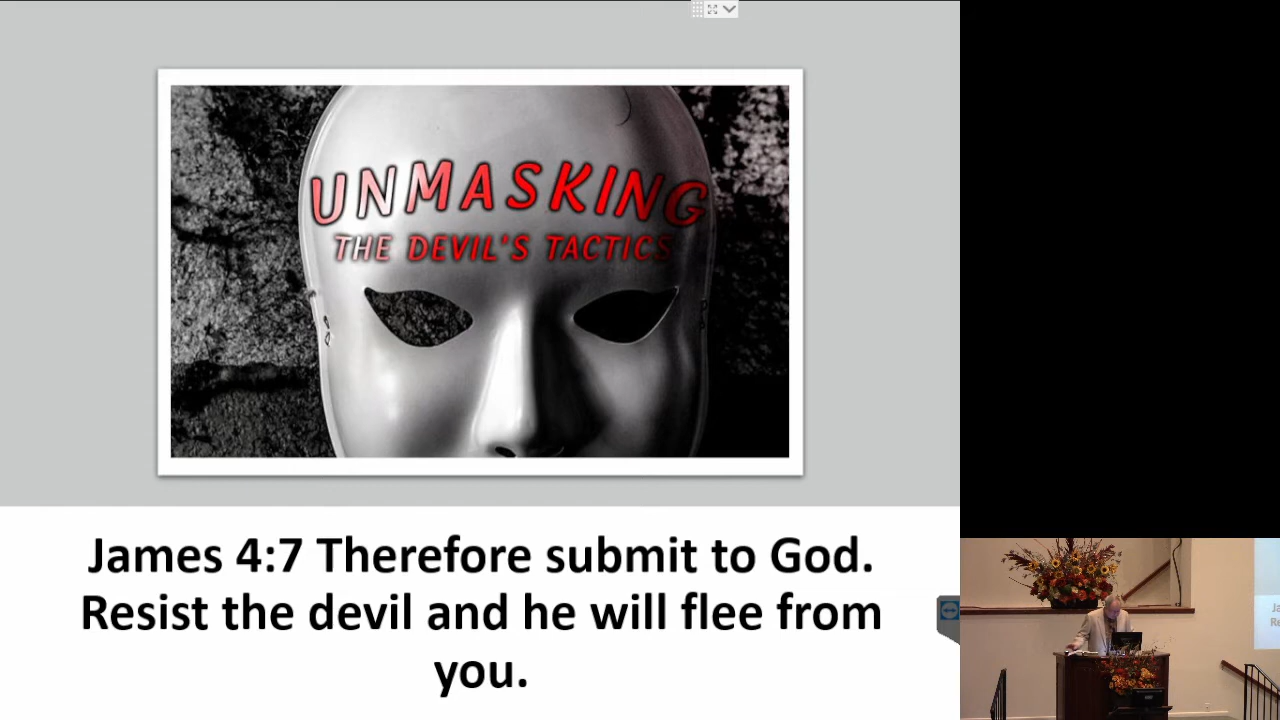 UNMASKING
THE DEVIL'S TACTICS
James 4:7 Therefore submit to God.
Resist the devil and he will flee from
you.